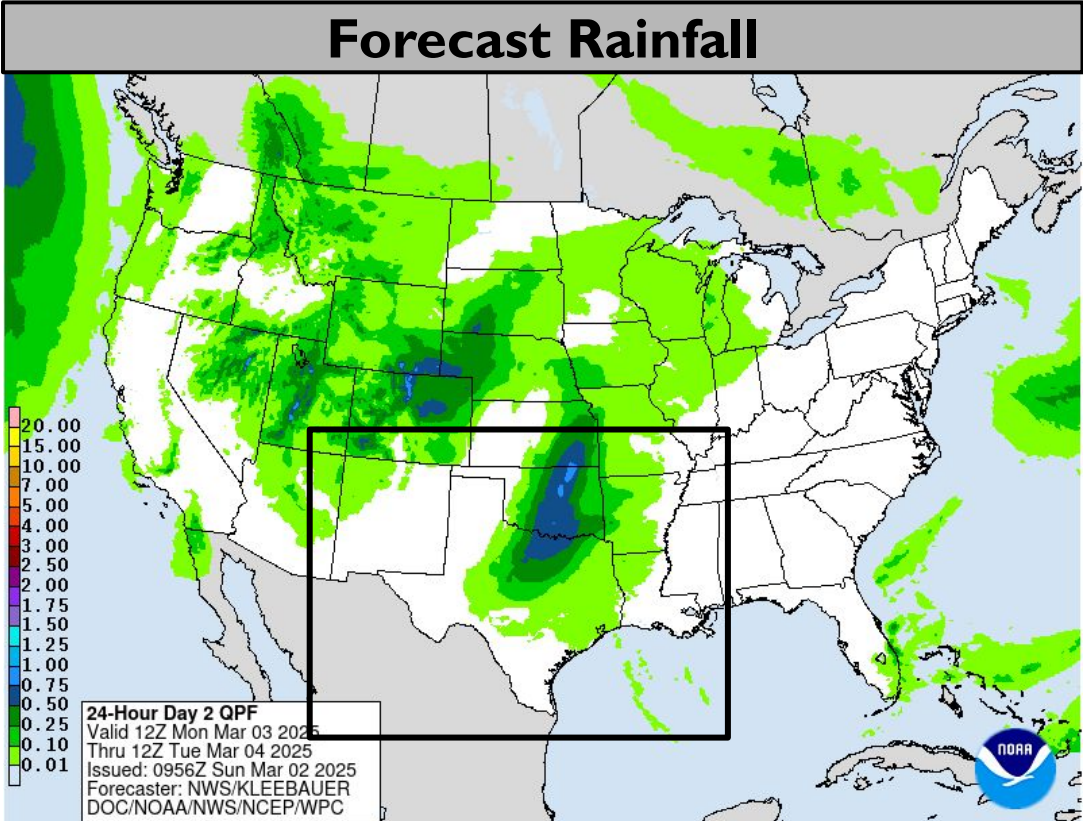 Forecast Rainfall
20.00
15.00
10.00
7.00
5.00
4.00
3.00
2.50
2.00
1.75
1.50
1.25
1.00
0.75
0.50
0.25
0.10
0.01
24-Hour Day 2 QPF
Valid 12Z Mon Mar 03 2025
Thru 12Z Tue Mar 04 2025
Issued: 0956Z Sun Mar 02 2025
Forecaster: NWS/KLEEBAUER
DOC/NOAA/NWS/NCEP/WPC
NOAA